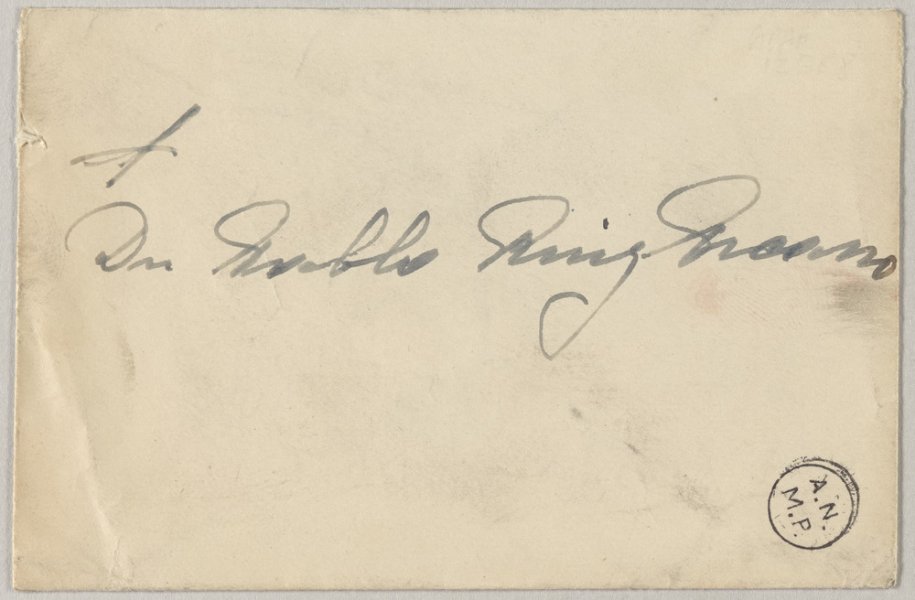 A
Dn Pablo Ruiz Picasso
A.N.
M.P.